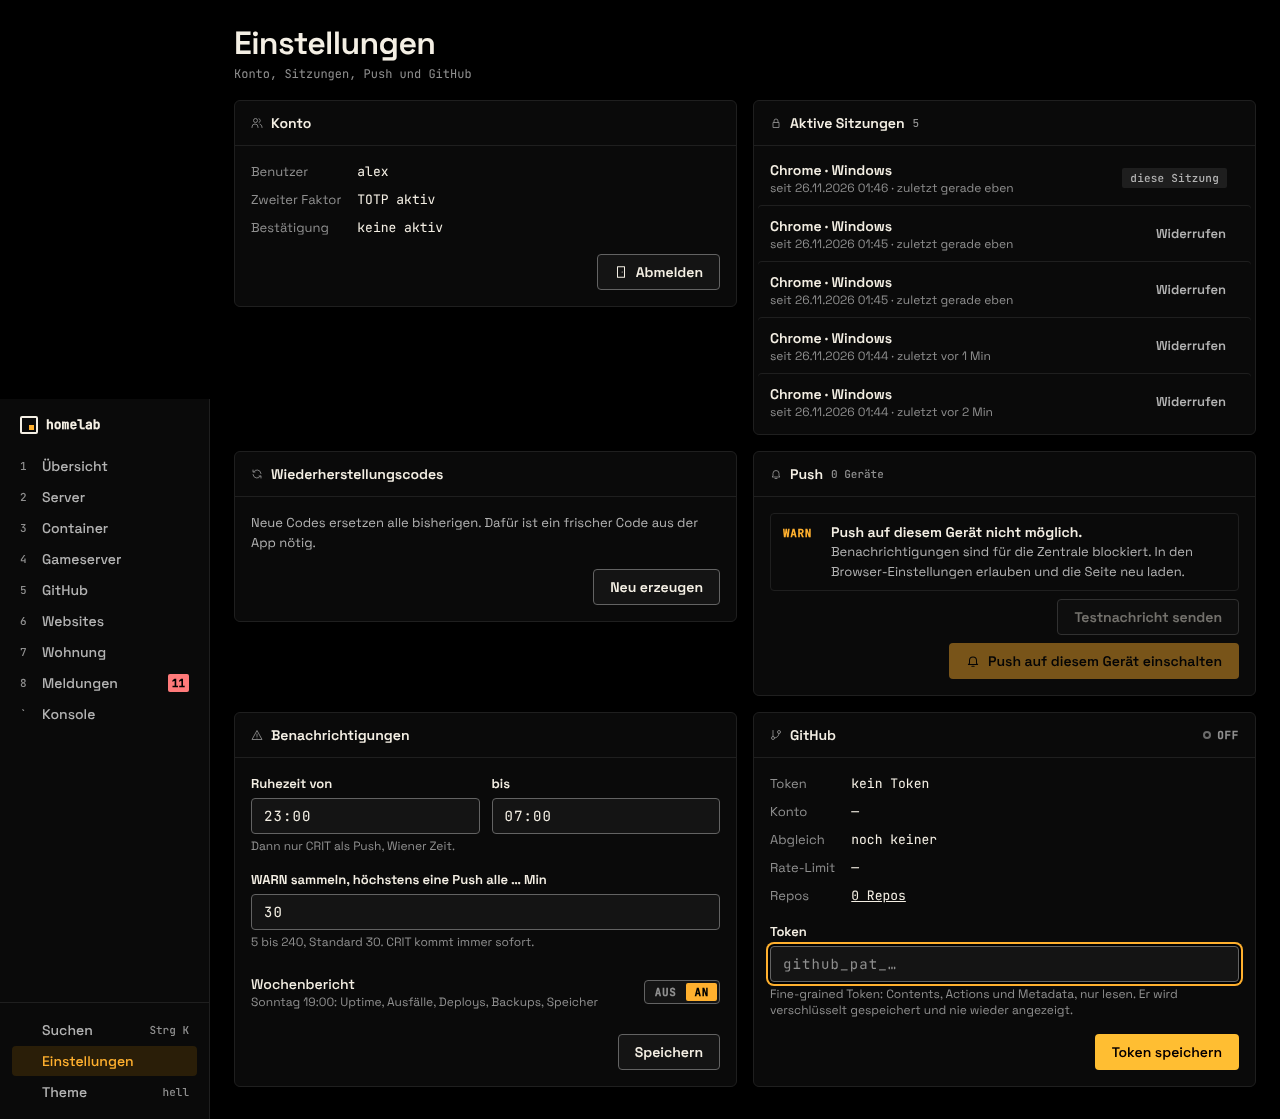 Einstellungen
Konto, Sitzungen, Push und GitHub
Konto
Benutzer alex
Zweiter Faktor TOTP aktiv
Bestätigung keine aktiv
Abmelden
Aktive Sitzungen 5
Chrome · Windows
seit 26.11.2026 01:46 · zuletzt gerade eben
diese Sitzung
Chrome · Windows
seit 26.11.2026 01:45 · zuletzt gerade eben
Widerrufen
Chrome · Windows
seit 26.11.2026 01:45 · zuletzt gerade eben
Widerrufen
Chrome · Windows
seit 26.11.2026 01:44 · zuletzt vor 1 Min
Widerrufen
Chrome · Windows
seit 26.11.2026 01:44 · zuletzt vor 2 Min
Widerrufen
homelab
1 Übersicht
2 Server
3 Container
4 Gameserver
5 GitHub
6 Websites
7 Wohnung
8 Meldungen 11
` Konsole
Suchen Strg K
Einstellungen
Theme hell
Wiederherstellungscodes
Neue Codes ersetzen alle bisherigen. Dafür ist ein frischer Code aus der
App nötig.
Neu erzeugen
Push 0 Geräte
WARN Push auf diesem Gerät nicht möglich.
Benachrichtigungen sind für die Zentrale blockiert. In den
Browser-Einstellungen erlauben und die Seite neu laden.
Testnachricht senden
Push auf diesem Gerät einschalten
Benachrichtigungen
Ruhezeit von bis
23:00 07:00
Dann nur CRIT als Push, Wiener Zeit.
WARN sammeln, höchstens eine Push alle … Min
30
5 bis 240, Standard 30. CRIT kommt immer sofort.
Wochenbericht
Sonntag 19:00: Uptime, Ausfälle, Deploys, Backups, Speicher
AUS AN
Speichern
GitHub OFF
Token kein Token
Konto —
Abgleich noch keiner
Rate-Limit —
Repos 0 Repos
Token
github_pat_…
Fine-grained Token: Contents, Actions und Metadata, nur lesen. Er wird
verschlüsselt gespeichert und nie wieder angezeigt.
Token speichern